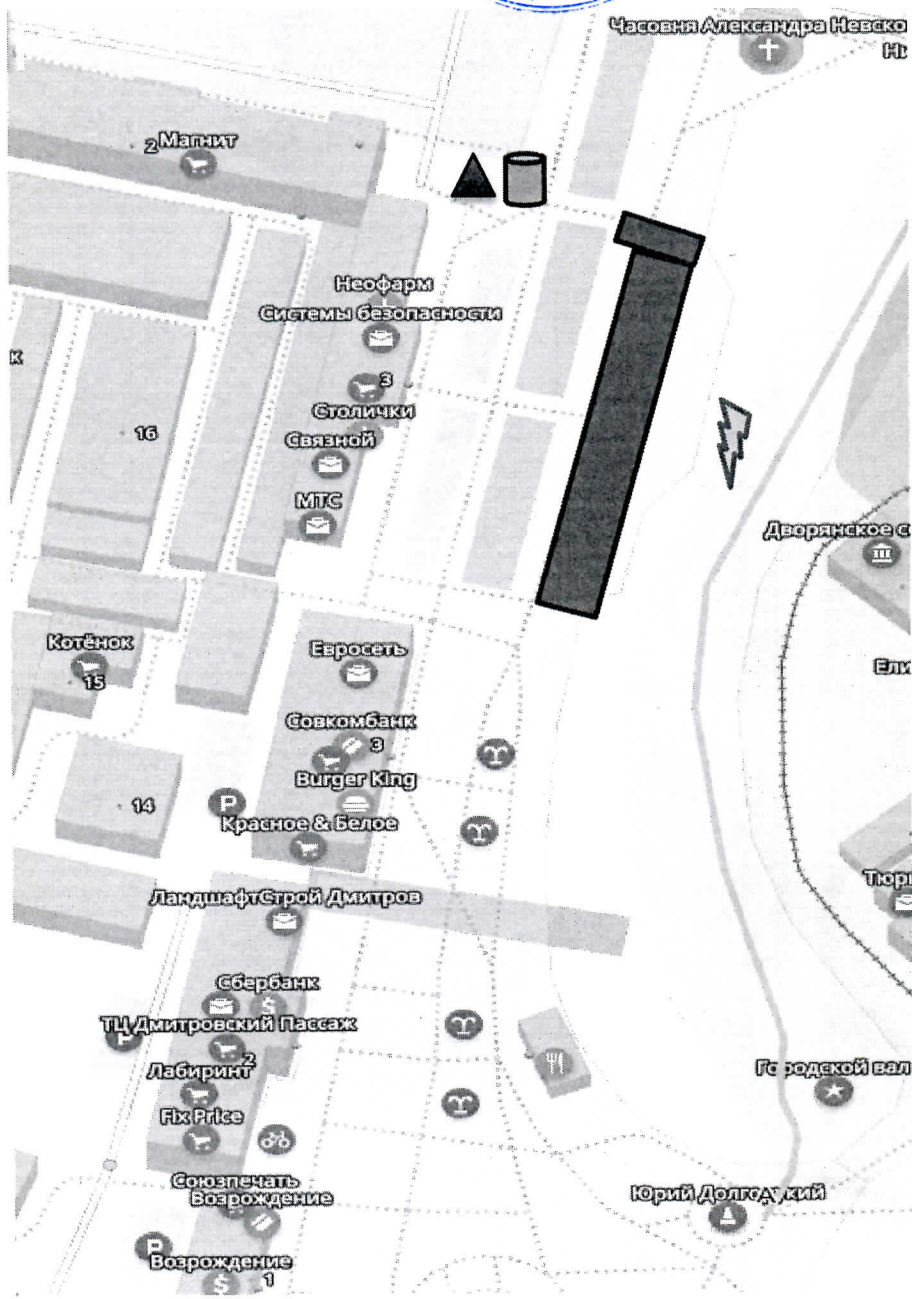 Часовня Александра Невско
2 Магнит
Неофарм
Системы безопасности
к
3
Столички
16
Связной
МТС
Дворянское с
Котёнок
15
Евросеть
Ели
Совкомбанк
3
Burger King
P
14
Красное & Белое
Тюр
ЛандшафтСтрой Дмитров
Сбербанк
$
ТЦ Дмитровский Пассаж
P
2
Лабиринт
Городской вал
Fix Price
Союзпечать
Возрождение
Юрий Долгорукий
P
Возрождение
$
1